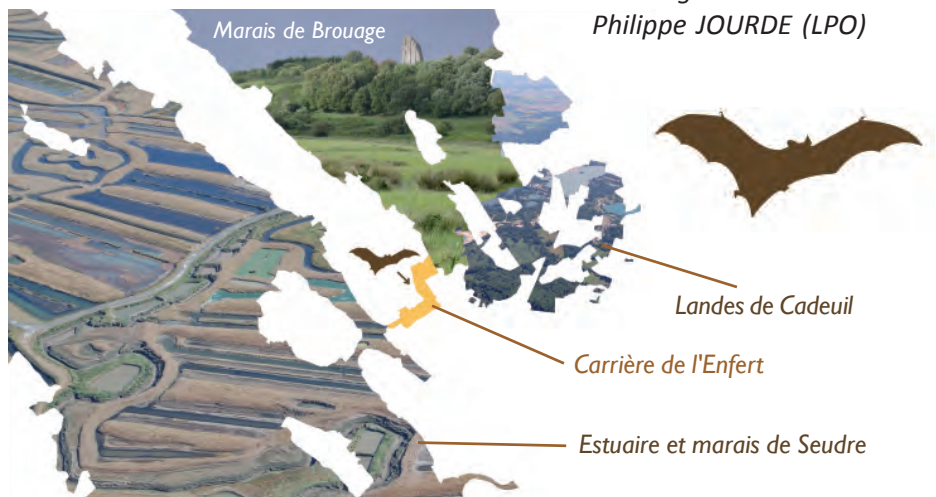 Philippe JOURDE (LPO)
Marais de Brouage
Landes de Cadeuil
Carrière de l'Enfert
Estuaire et marais de Seudre